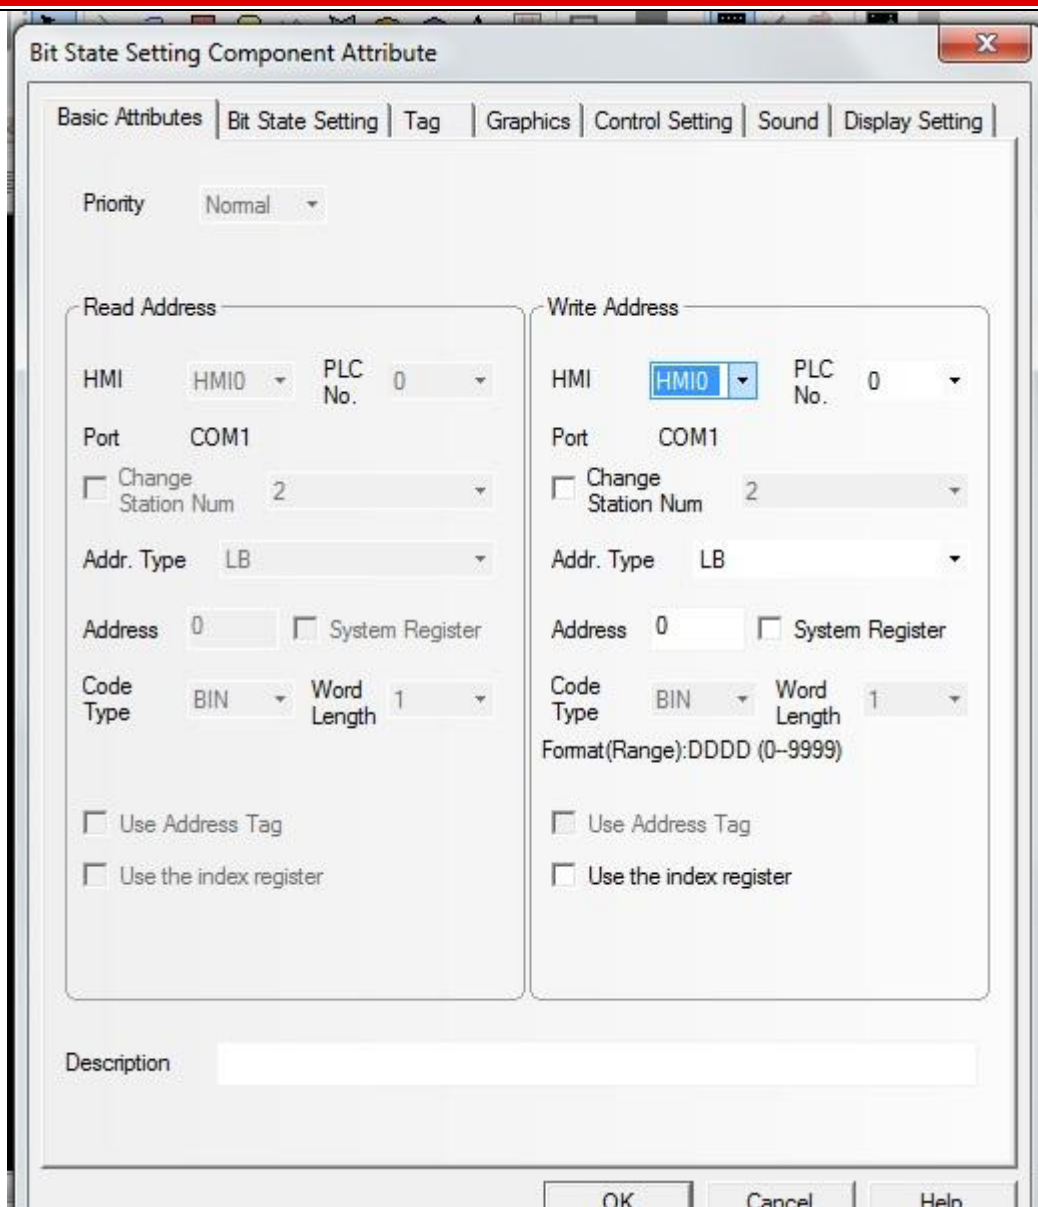 Bit State Setting Component Attribute
Basic Attributes Bit State Setting Tag Graphics Control Setting Sound Display Setting
Priority Normal
Read Address
HMI HMI0 PLC No. 0
Port COM1
Change Station Num 2
Addr. Type LB
Address 0 System Register
Code Type BIN Word Length 1
Use Address Tag
Use the index register
Write Address
HMI HMI0 PLC No. 0
Port COM1
Change Station Num 2
Addr. Type LB
Address 0 System Register
Code Type BIN Word Length 1
Format(Range):DDDD (0--9999)
Use Address Tag
Use the index register
Description
OK Cancel Help